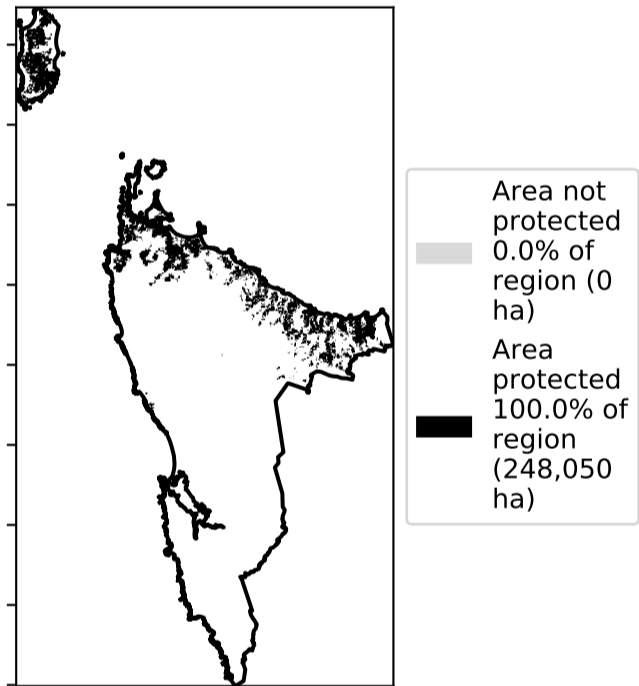 Area not
protected
0.0% of
region (0
ha)
Area
protected
100.0% of
region
(248,050
ha)